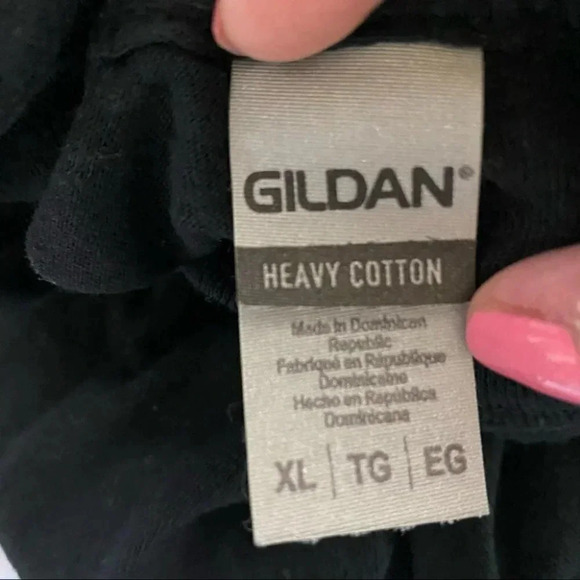 GILDAN®
HEAVY COTTON
Made in Dominican
Republic
Fabriqué en République
Dominicaine
Hecho en República
Dominicana
XL | TG | EG